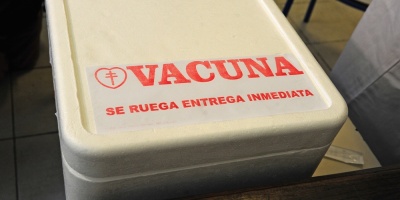 VACUNA
SE RUEGA ENTREGA INMEDIATA